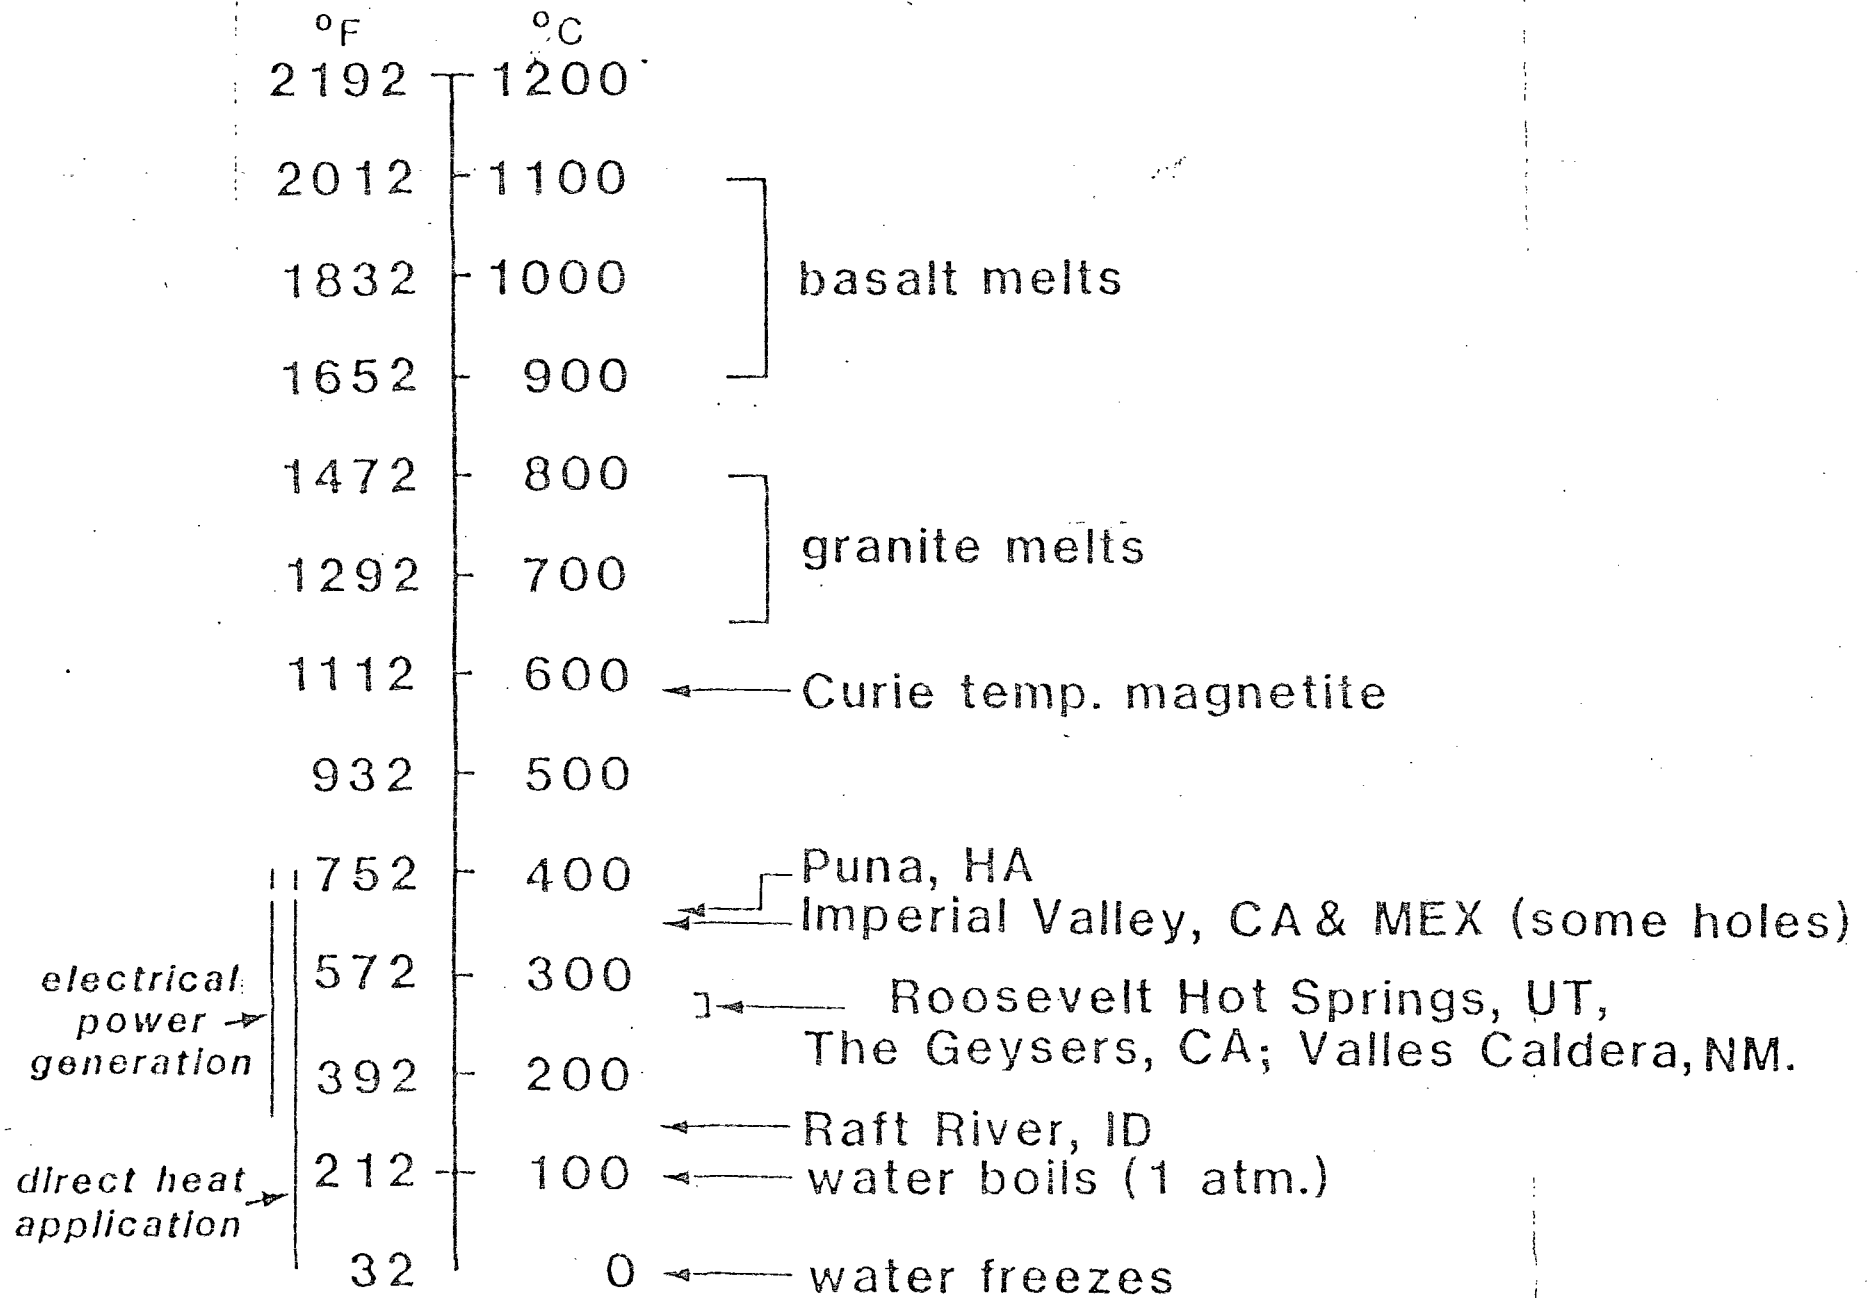 °F °C
2192 1200
2012 1100
1832 1000
basalt melts
1652 900
1472 800
granite melts
1292 700
1112 600
Curie temp. magnetite
932 500
752 400
Puna, HA
Imperial Valley, CA & MEX (some holes)
572 300
electrical
power
generation
Roosevelt Hot Springs, UT,
The Geysers, CA; Valles Caldera, NM.
392 200
Raft River, ID
212 100
water boils (1 atm.)
direct heat
application
32 0
water freezes